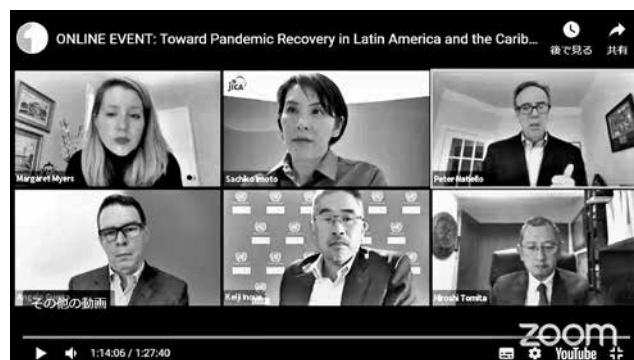 ONLINE EVENT: Toward Pandemic Recovery in Latin America and the Carib...
後で見る 共有
jICA
Margaret Myers
Sachiko Imoto
Peter Natiello
Keiji Inoue
Hiroshi Tomita
その他の動画
zoom
1:14:06 / 1:27:40
YouTube